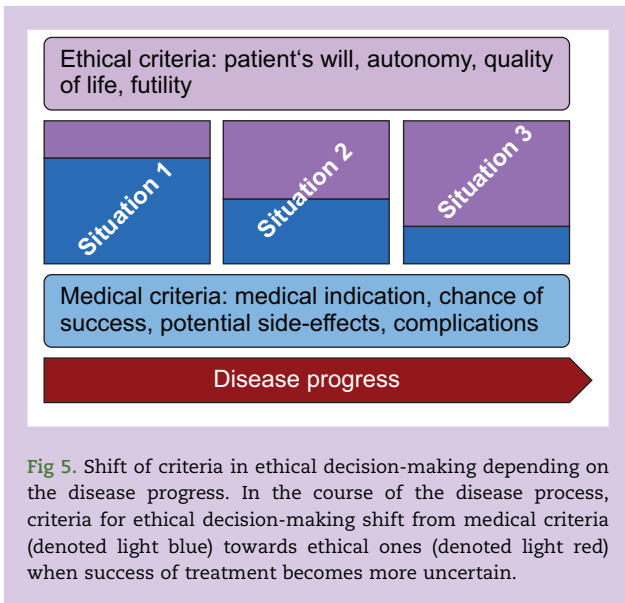 Ethical criteria: patient‘s will, autonomy, quality
of life, futility
Situation 1
Situation 2
Situation 3
Medical criteria: medical indication, chance of
success, potential side-effects, complications
Disease progress
Fig 5. Shift of criteria in ethical decision-making depending on
the disease progress. In the course of the disease process,
criteria for ethical decision-making shift from medical criteria
(denoted light blue) towards ethical ones (denoted light red)
when success of treatment becomes more uncertain.